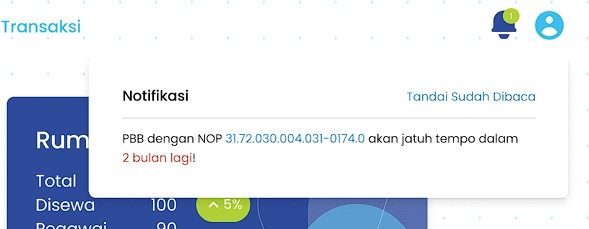 Transaksi
1
Notifikasi
Tandai Sudah Dibaca
PBB dengan NOP 31.72.030.004.031-0174.0 akan jatuh tempo dalam
2 bulan lagi!
Rum
Total
Disewa 100 5%
Pegawai 90